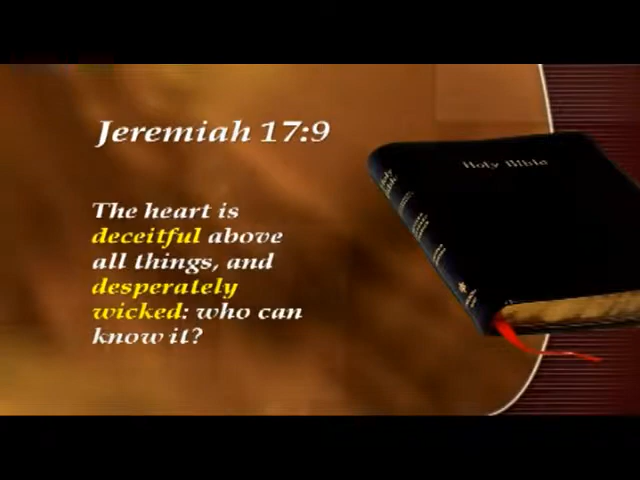 Jeremiah 17:9
The heart is
deceitful above
all things, and
desperately
wicked: who can
know it?
Holy Bible